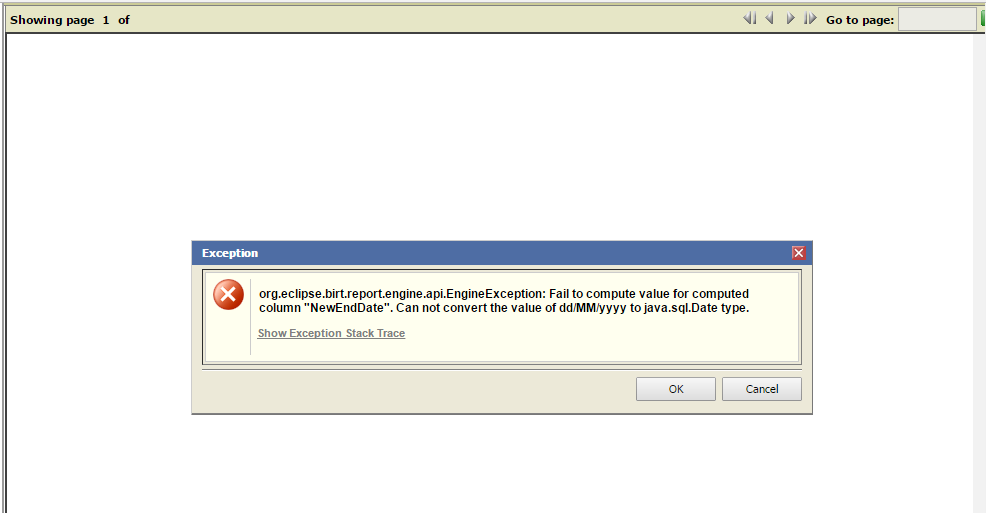 Showing page 1 of
Go to page:
Exception
org.eclipse.birt.report.engine.api.EngineException: Fail to compute value for computed
column "NewEndDate". Can not convert the value of dd/MM/yyyy to java.sql.Date type.
Show Exception Stack Trace
OK
Cancel